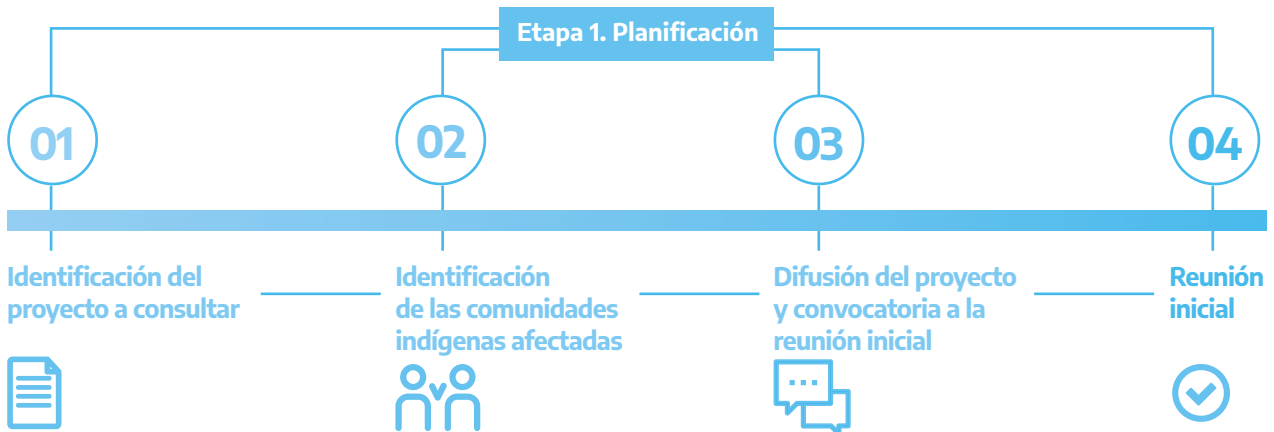 Etapa 1. Planificación
01
02
03
04
Identificación del
proyecto a consultar
Identificación
de las comunidades
indígenas afectadas
Difusión del proyecto
y convocatoria a la
reunión inicial
Reunión
inicial